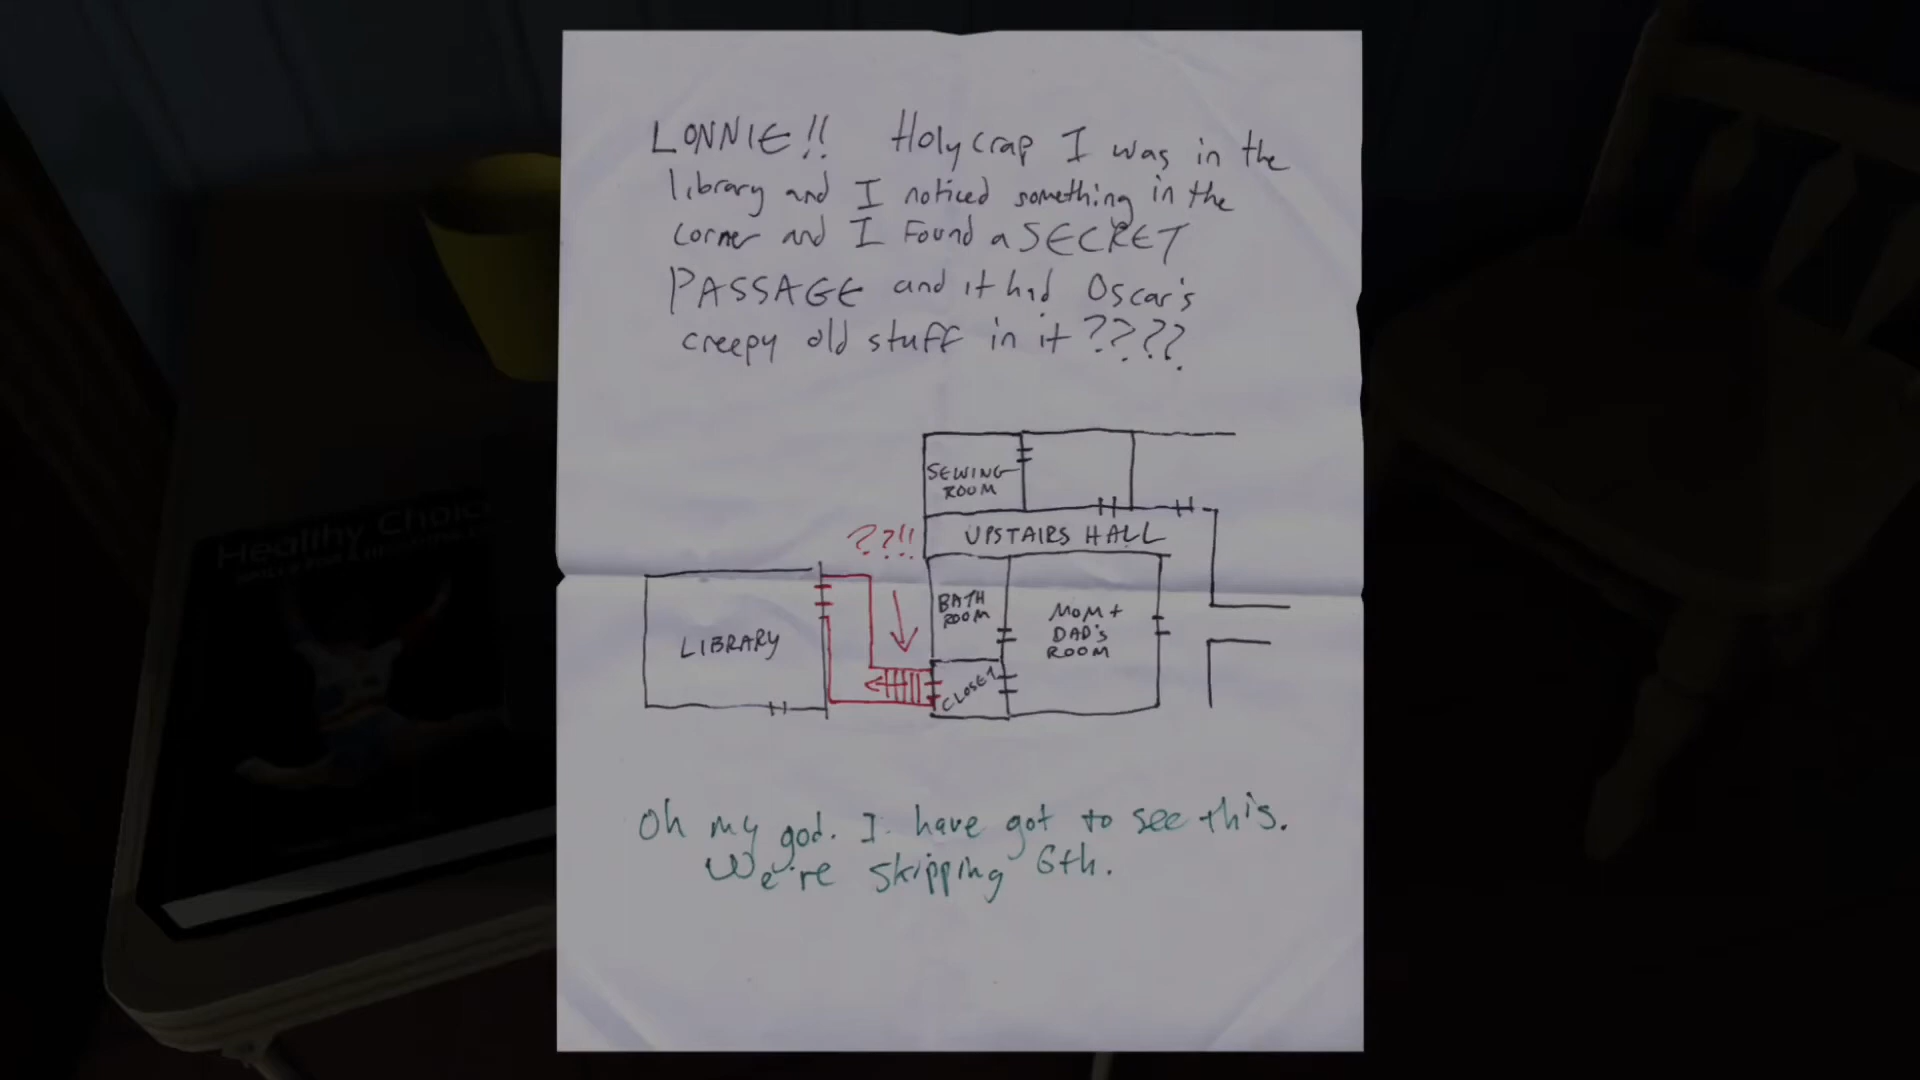 LONNIE!! Holy crap I was in the
library and I noticed something in the
corner and I found a SECRET
PASSAGE and it had Oscar's
creepy old stuff in it????
SEWING
ROOM
UPSTAIRS HALL
??!!
LIBRARY
BATH
ROOM
CLOSET
MOM +
DAD'S
ROOM
Oh my god. I have got to see this.
We're skipping 6th.
Healthy Choic